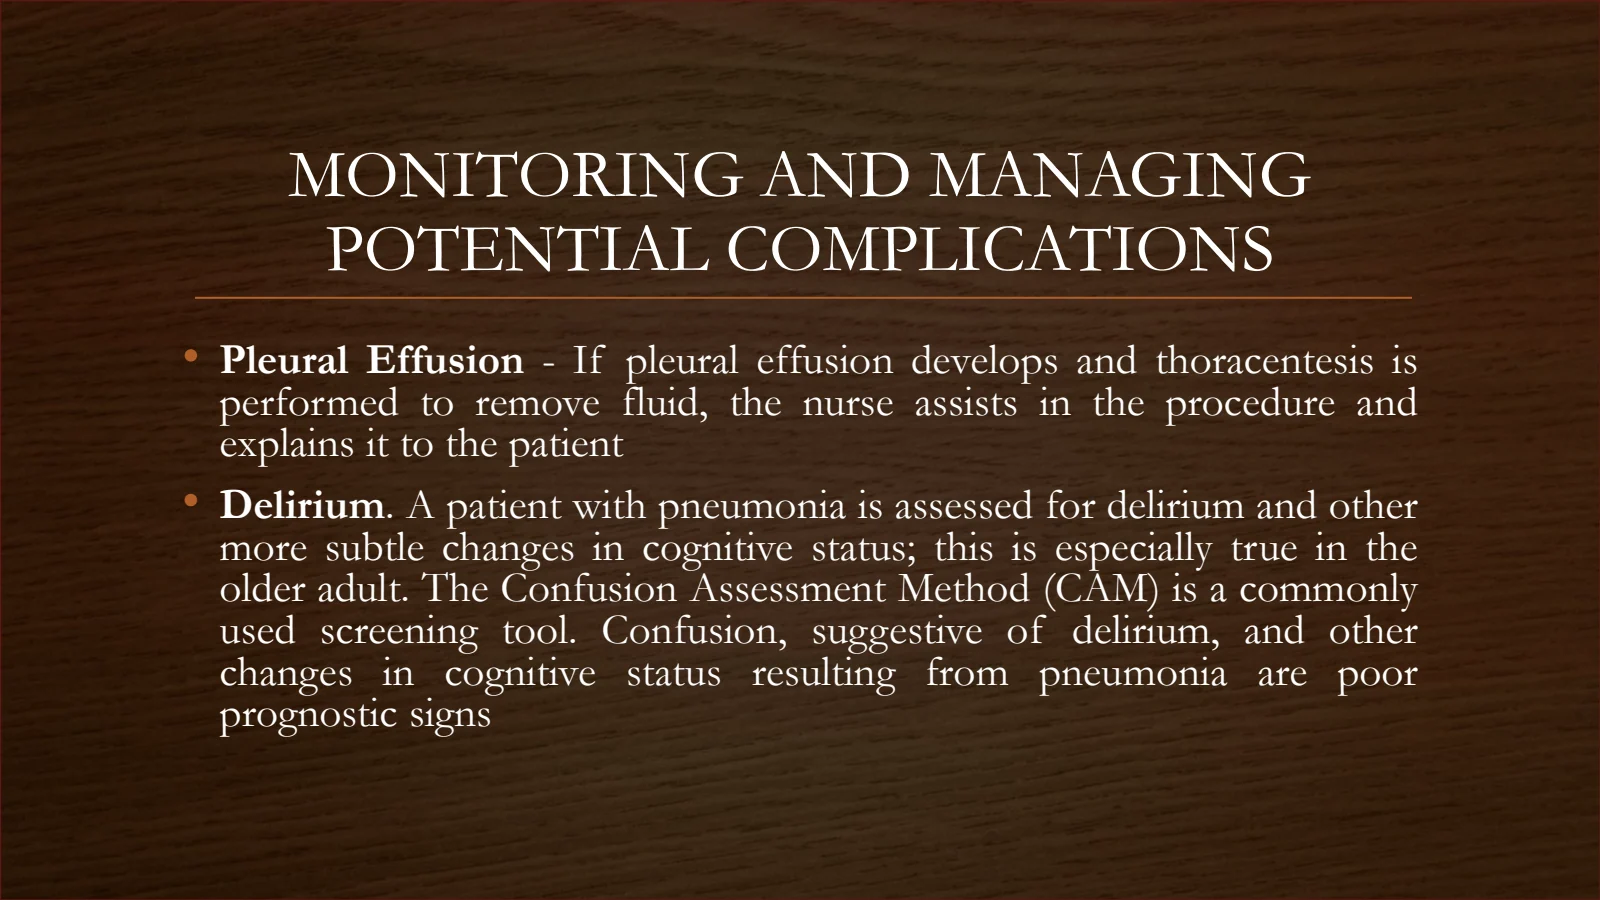 MONITORING AND MANAGING
POTENTIAL COMPLICATIONS
• Pleural Effusion - If pleural effusion develops and thoracentesis is
performed to remove fluid, the nurse assists in the procedure and
explains it to the patient
• Delirium. A patient with pneumonia is assessed for delirium and other
more subtle changes in cognitive status; this is especially true in the
older adult. The Confusion Assessment Method (CAM) is a commonly
used screening tool. Confusion, suggestive of delirium, and other
changes in cognitive status resulting from pneumonia are poor
prognostic signs